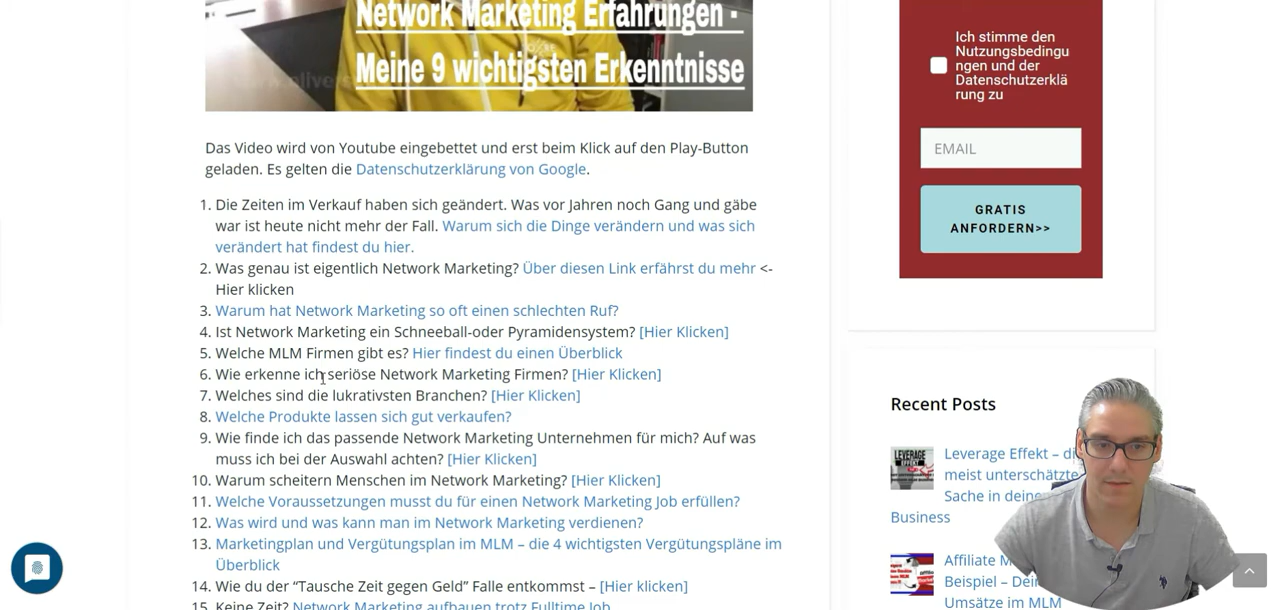 Network Marketing Erfahrungen ·
Meine 9 wichtigsten Erkenntnisse
Das Video wird von Youtube eingebettet und erst beim Klick auf den Play-Button
geladen. Es gelten die Datenschutzerklärung von Google.
1. Die Zeiten im Verkauf haben sich geändert. Was vor Jahren noch Gang und gäbe
war ist heute nicht mehr der Fall. Warum sich die Dinge verändern und was sich
verändert hat findest du hier.
2. Was genau ist eigentlich Network Marketing? Über diesen Link erfährst du mehr <-
Hier klicken
3. Warum hat Network Marketing so oft einen schlechten Ruf?
4. Ist Network Marketing ein Schneeball-oder Pyramidensystem? [Hier Klicken]
5. Welche MLM Firmen gibt es? Hier findest du einen Überblick
6. Wie erkenne ich seriöse Network Marketing Firmen? [Hier Klicken]
7. Welches sind die lukrativsten Branchen? [Hier Klicken]
8. Welche Produkte lassen sich gut verkaufen?
9. Wie finde ich das passende Network Marketing Unternehmen für mich? Auf was
muss ich bei der Auswahl achten? [Hier Klicken]
10. Warum scheitern Menschen im Network Marketing? [Hier Klicken]
11. Welche Voraussetzungen musst du für einen Network Marketing Job erfüllen?
12. Was wird und was kann man im Network Marketing verdienen?
13. Marketingplan und Vergütungsplan im MLM – die 4 wichtigsten Vergütungspläne im
Überblick
14. Wie du der “Tausche Zeit gegen Geld” Falle entkommst – [Hier klicken]
15. Keine Zeit? Network Marketing aufbauen trotz Fulltime Job
Ich stimme den
Nutzungsbedingu
ngen und der
Datenschutzerklä
rung zu
EMAIL
GRATIS
ANFORDERN>>
Recent Posts
LEVERAGE
EFFEKT
Leverage Effekt – di
meist unterschätzte
Sache in deine
Business
Affiliate M
Beispiel – Dein
Umsätze im MLM